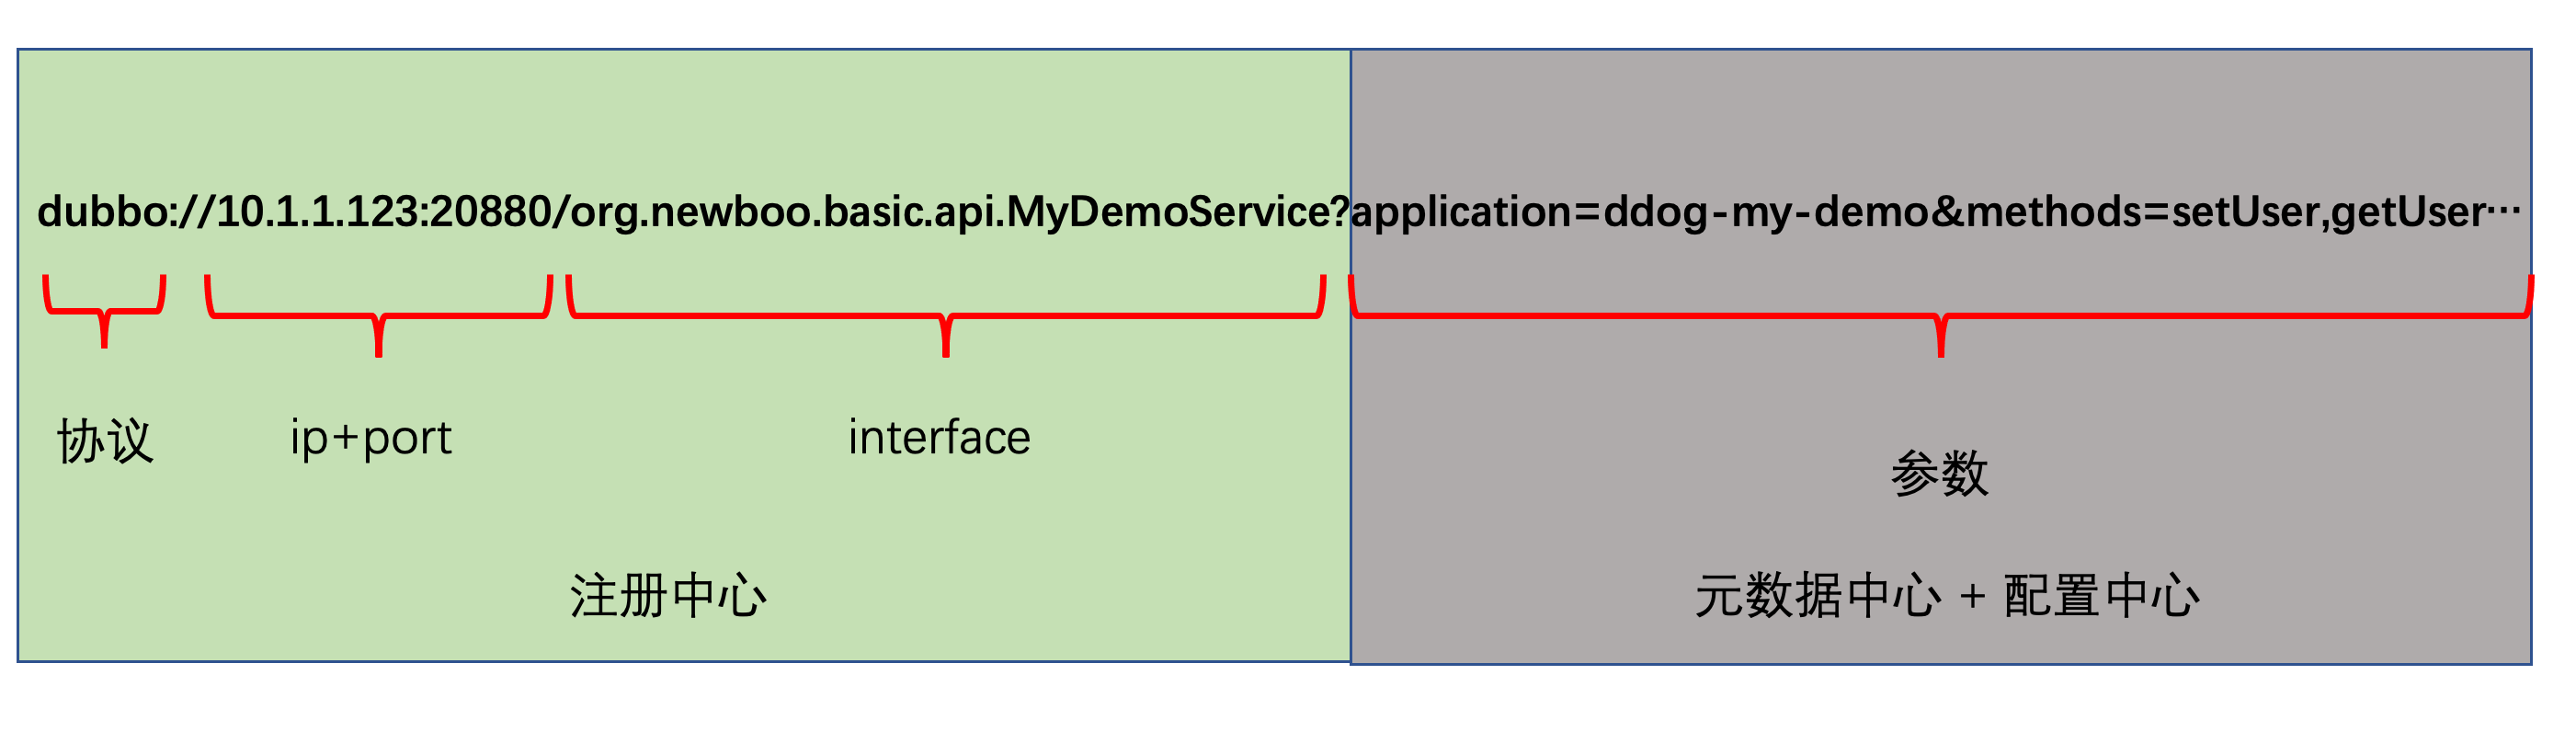 dubbo://10.1.1.123:20880/org.newboo.basic.api.MyDemoService?application=ddog-my-demo&methods=setUser,getUser…
协议
ip+port
interface
参数
注册中心
元数据中心 + 配置中心